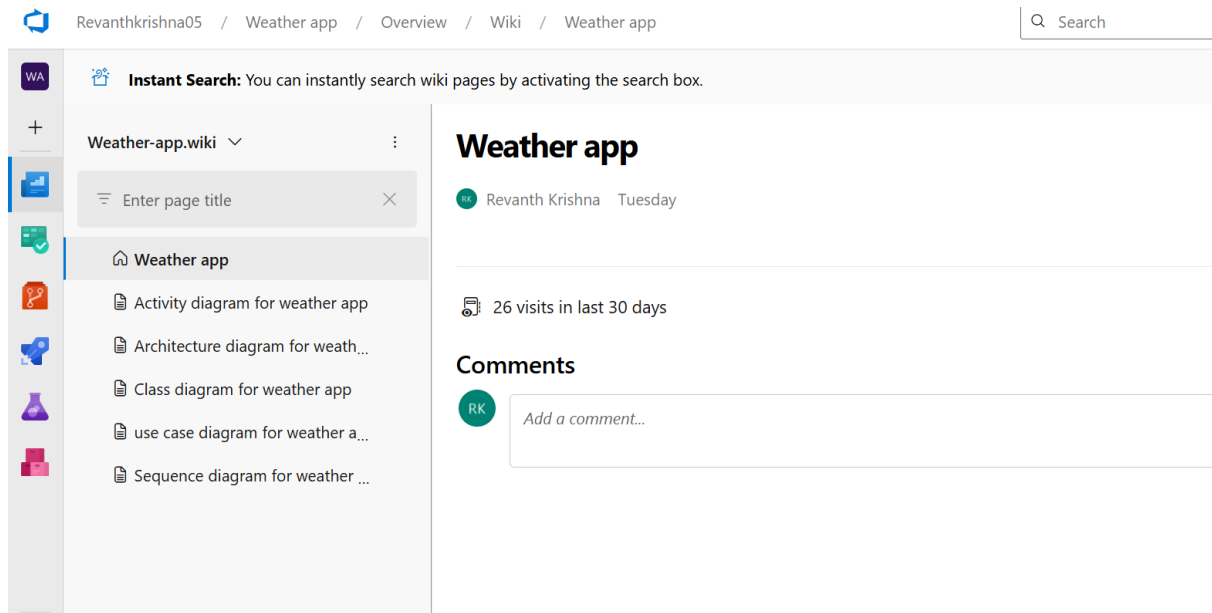 Revanthkrishna05 / Weather app / Overview / Wiki / Weather app
Search
WA
Instant Search: You can instantly search wiki pages by activating the search box.
Weather-app.wiki
Enter page title
Weather app
Activity diagram for weather app
Architecture diagram for weath...
Class diagram for weather app
use case diagram for weather a...
Sequence diagram for weather ...
Weather app
RK Revanth Krishna Tuesday
26 visits in last 30 days
Comments
RK
Add a comment...